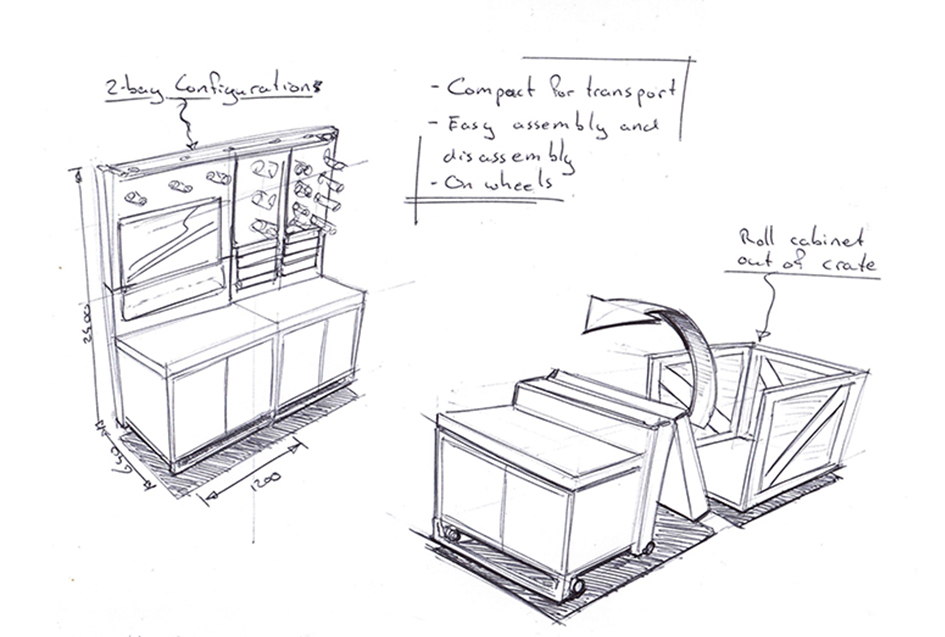 2-bay Configurations
- Compact for transport
- Easy assembly and
disassembly
- On wheels
Roll cabinet
out of crate
650
1200